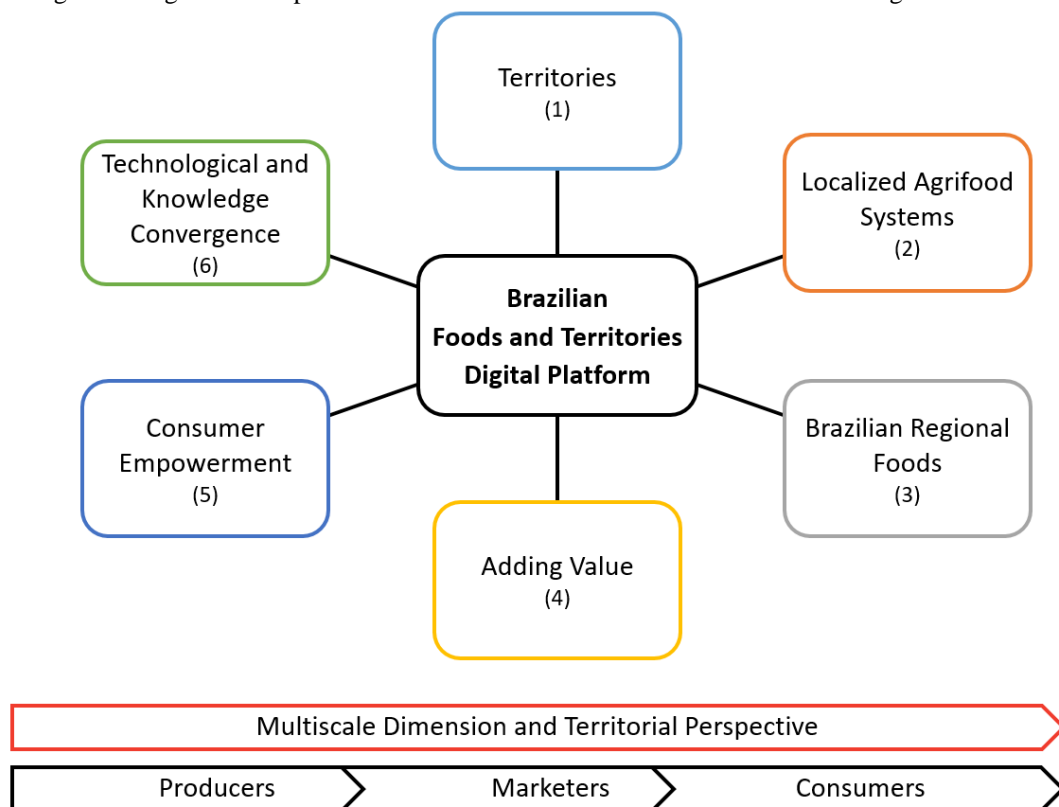 Territories
(1)
Technological and
Knowledge
Convergence
(6)
Localized Agrifood
Systems
(2)
Brazilian
Foods and Territories
Digital Platform
Consumer
Empowerment
(5)
Brazilian Regional
Foods
(3)
Adding Value
(4)
Multiscale Dimension and Territorial Perspective
Producers
Marketers
Consumers